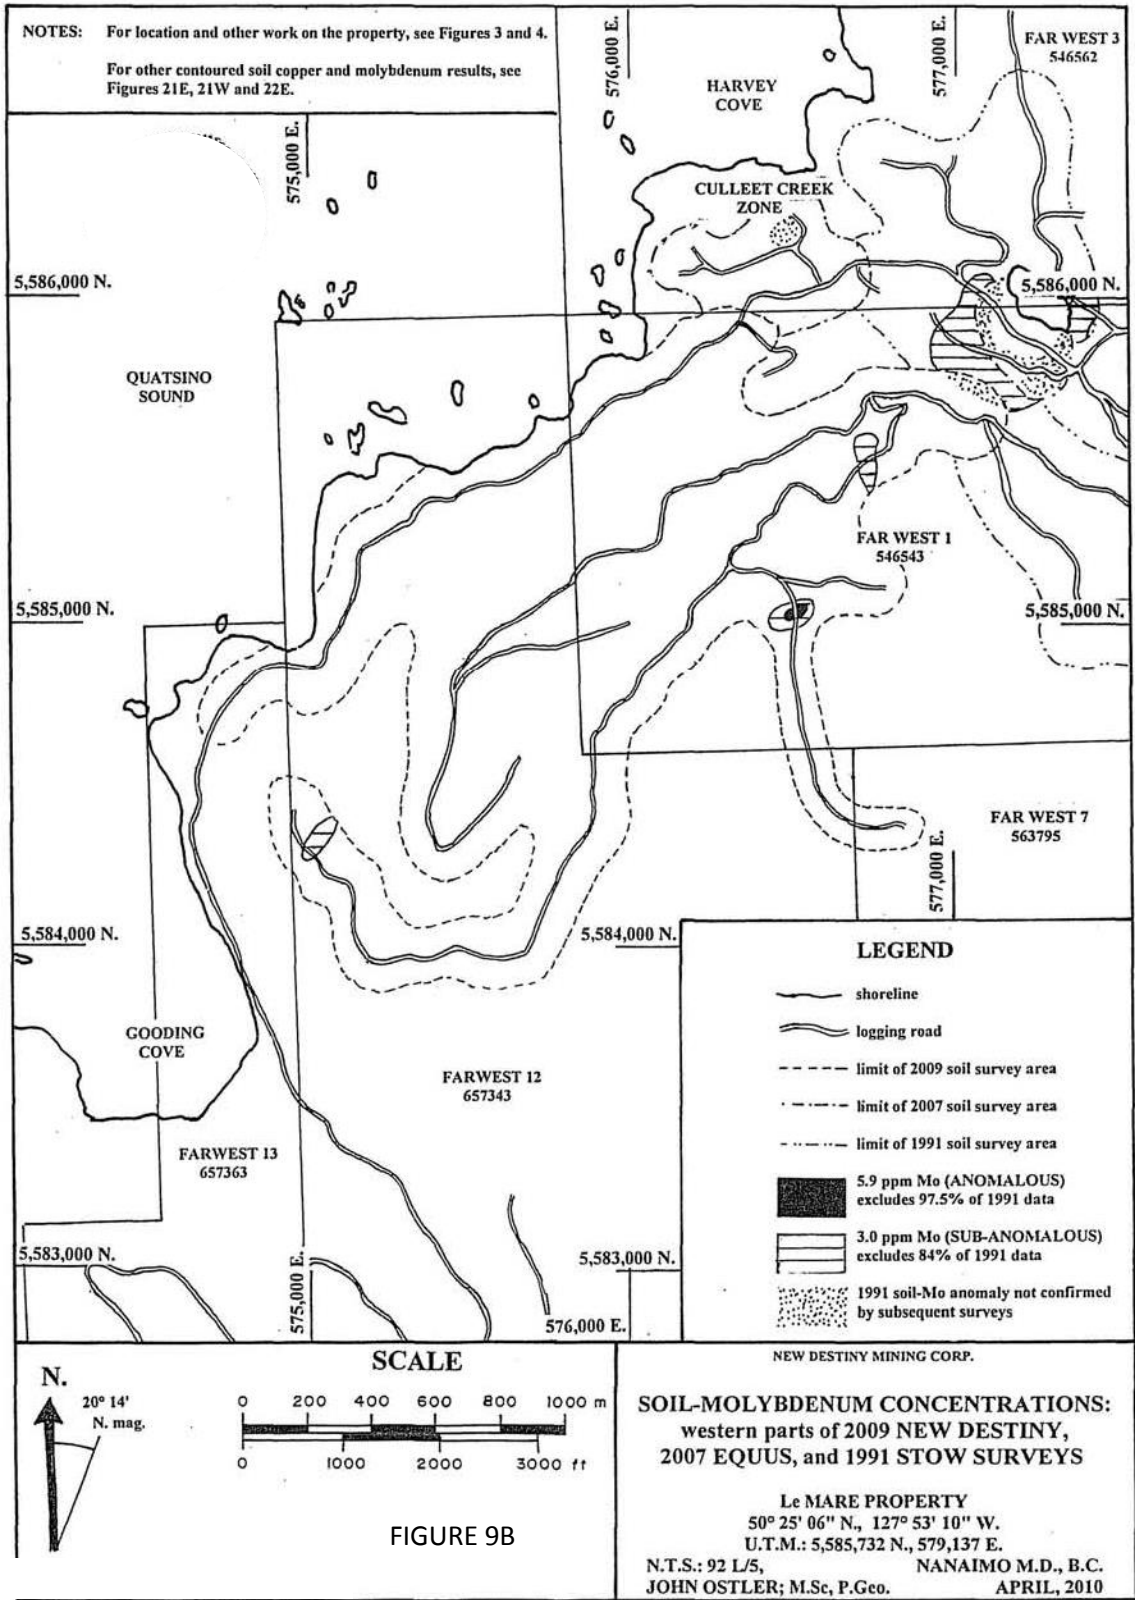 NOTES: For location and other work on the property, see Figures 3 and 4.
For other contoured soil copper and molybdenum results, see
Figures 21E, 21W and 22E.
576,000 E.
577,000 E.
FAR WEST 3
546562
HARVEY
COVE
575,000 E.
CULLEET CREEK
ZONE
5,586,000 N.
5,586,000 N.
QUATSINO
SOUND
FAR WEST 1
546543
5,585,000 N.
5,585,000 N.
FAR WEST 7
563795
577,000 E.
5,584,000 N.
5,584,000 N.
GOODING
COVE
FARWEST 12
657343
FARWEST 13
657363
5,583,000 N.
5,583,000 N.
575,000 E.
576,000 E.
LEGEND
shoreline
logging road
limit of 2009 soil survey area
limit of 2007 soil survey area
limit of 1991 soil survey area
5.9 ppm Mo (ANOMALOUS)
excludes 97.5% of 1991 data
3.0 ppm Mo (SUB-ANOMALOUS)
excludes 84% of 1991 data
1991 soil-Mo anomaly not confirmed
by subsequent surveys
N.
20° 14'
N. mag.
SCALE
0 200 400 600 800 1000 m
0 1000 2000 3000 ft
FIGURE 9B
NEW DESTINY MINING CORP.
SOIL-MOLYBDENUM CONCENTRATIONS:
western parts of 2009 NEW DESTINY,
2007 EQUUS, and 1991 STOW SURVEYS
Le MARE PROPERTY
50° 25' 06" N., 127° 53' 10" W.
U.T.M.: 5,585,732 N., 579,137 E.
N.T.S.: 92 L/5, NANAIMO M.D., B.C.
JOHN OSTLER; M.Sc, P.Geo. APRIL, 2010